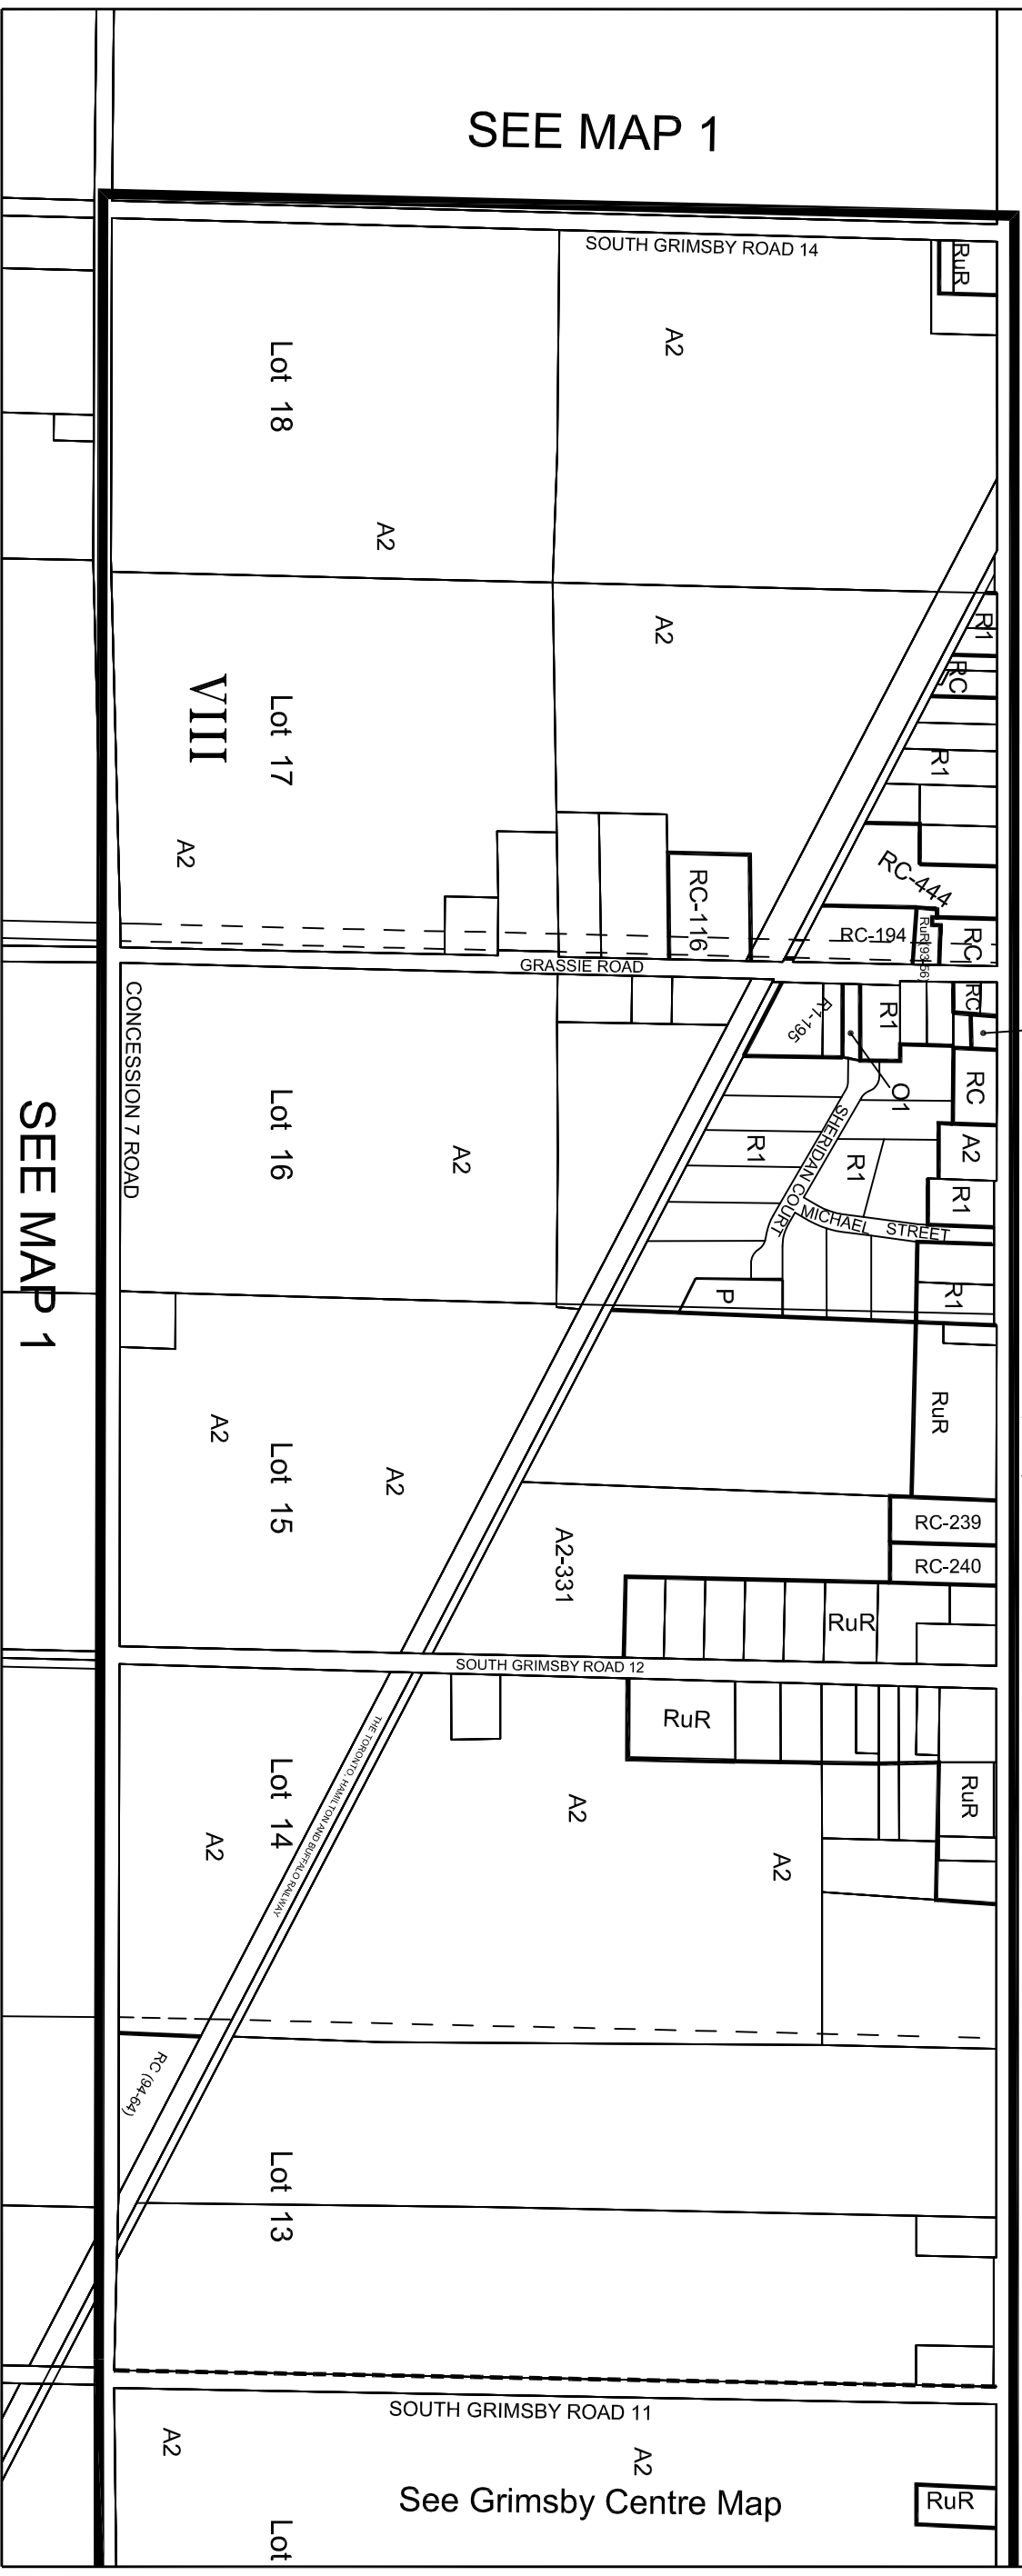 SEE MAP 1
SOUTH GRIMSBY ROAD 14
RuR
A2
Lot 18
A2
R1
A2
RC
VIII
Lot 17
R1
A2
RC-444
RC-116
RC-194
RC
GRASSIE ROAD
RC
R1-195
R1
CONCESSION 7 ROAD
O1
RC
SEE MAP 1
Lot 16
A2
R1
SHERIDAN COURT
R1
A2
R1
MICHAEL STREET
P
R1
RuR
A2
Lot 15
A2
RC-239
A2-331
RC-240
RuR
SOUTH GRIMSBY ROAD 12
RuR
THE TORONTO, HAMILTON AND BUFFALO RAILWAY
Lot 14
A2
A2
A2
RuR
RC (94-64)
Lot 13
SOUTH GRIMSBY ROAD 11
A2
A2
See Grimsby Centre Map
RuR
Lot